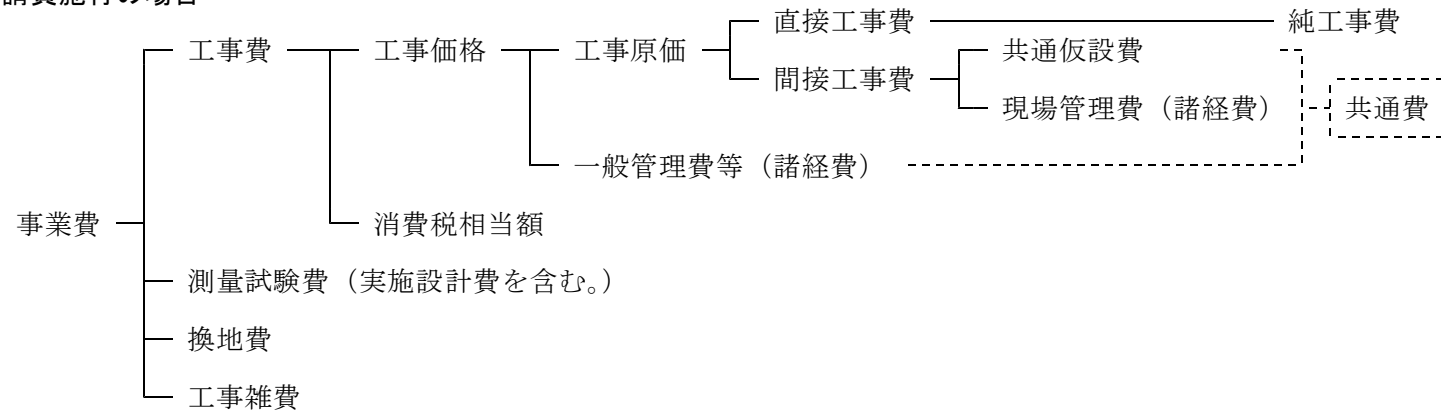 請負施行の場合
直接工事費 純工事費
工事費 工事価格 工事原価 共通仮設費
間接工事費
現場管理費（諸経費） 共通費
一般管理費等（諸経費）
事業費 消費税相当額
測量試験費（実施設計費を含む。）
換地費
工事雑費